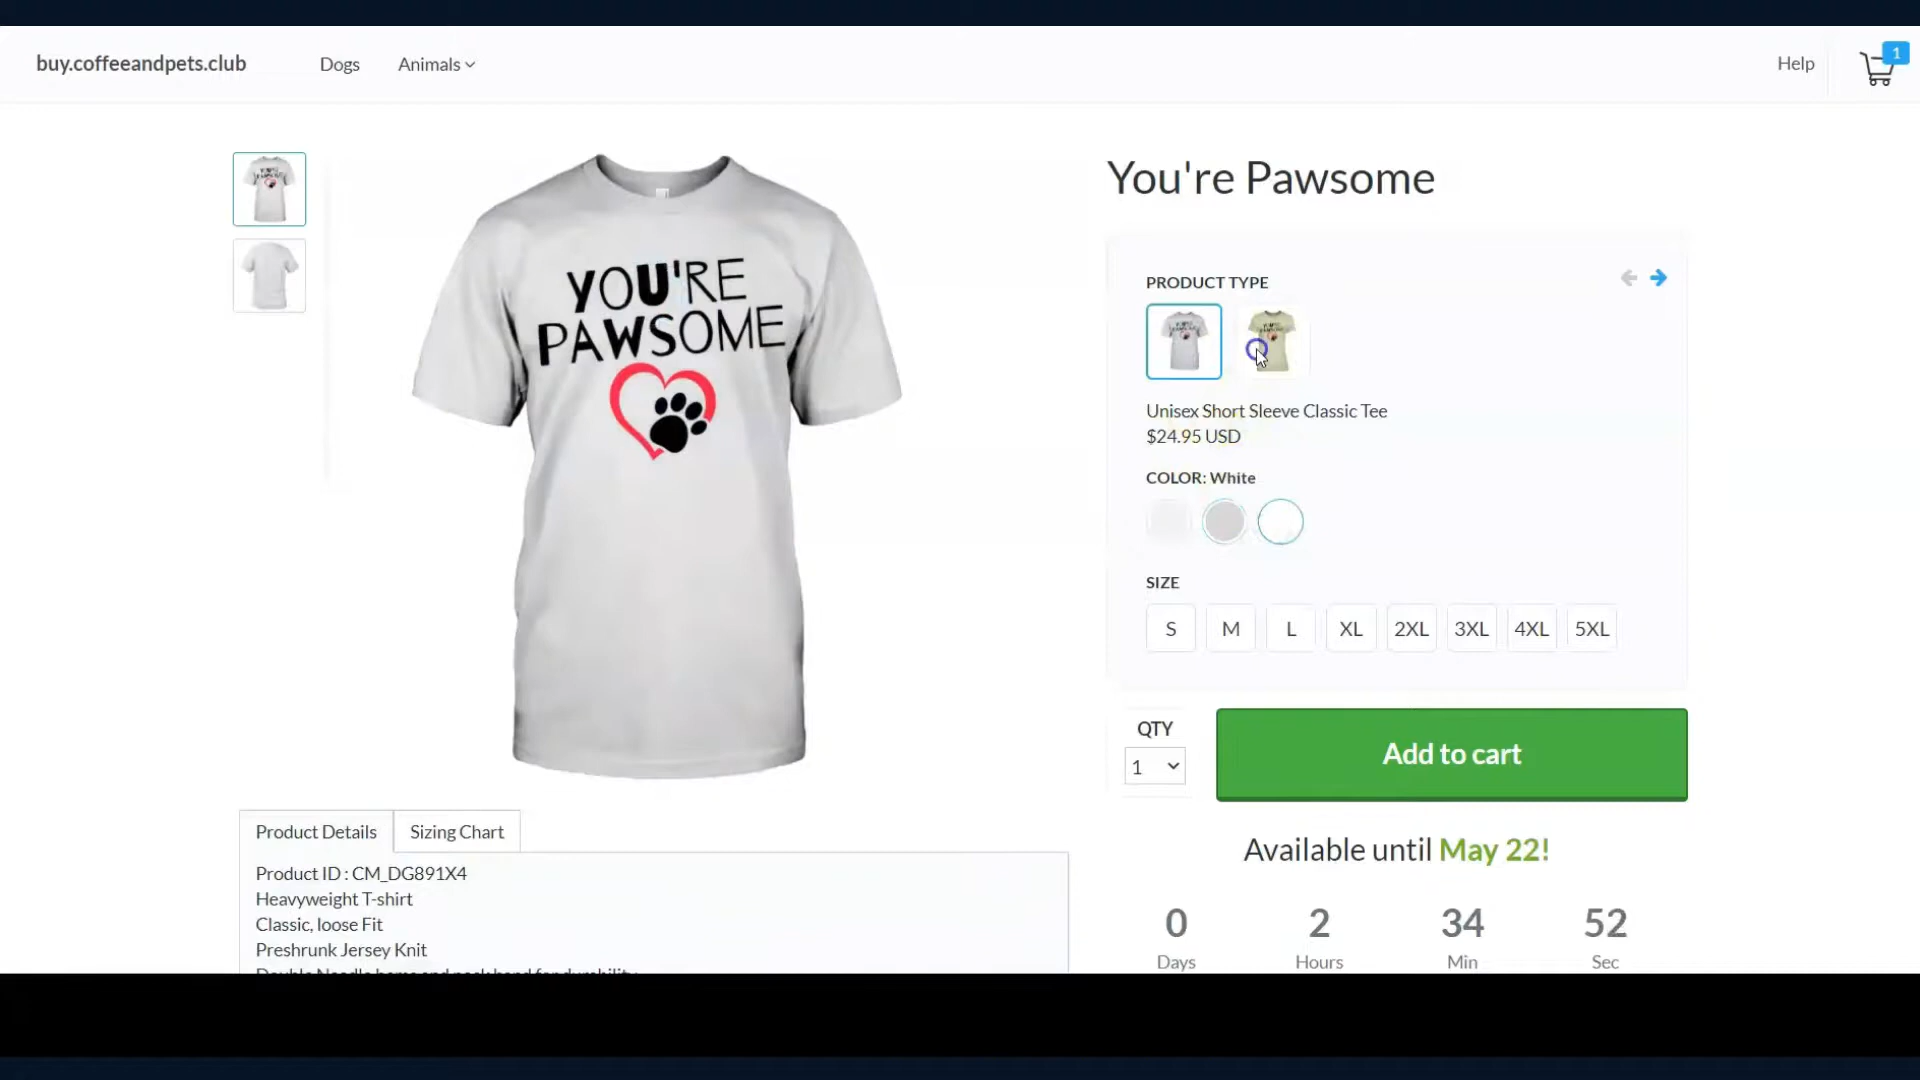 buy.coffeeandpets.club
Dogs
Animals
Help
1
YOU'RE
PAWSOME
You're Pawsome
PRODUCT TYPE
Unisex Short Sleeve Classic Tee
$24.95 USD
COLOR: White
SIZE
S M L XL 2XL 3XL 4XL 5XL
QTY
1
Add to cart
Available until May 22!
0 2 34 52
Days Hours Min Sec
Product Details
Sizing Chart
Product ID : CM_DG891X4
Heavyweight T-shirt
Classic, loose Fit
Preshrunk Jersey Knit